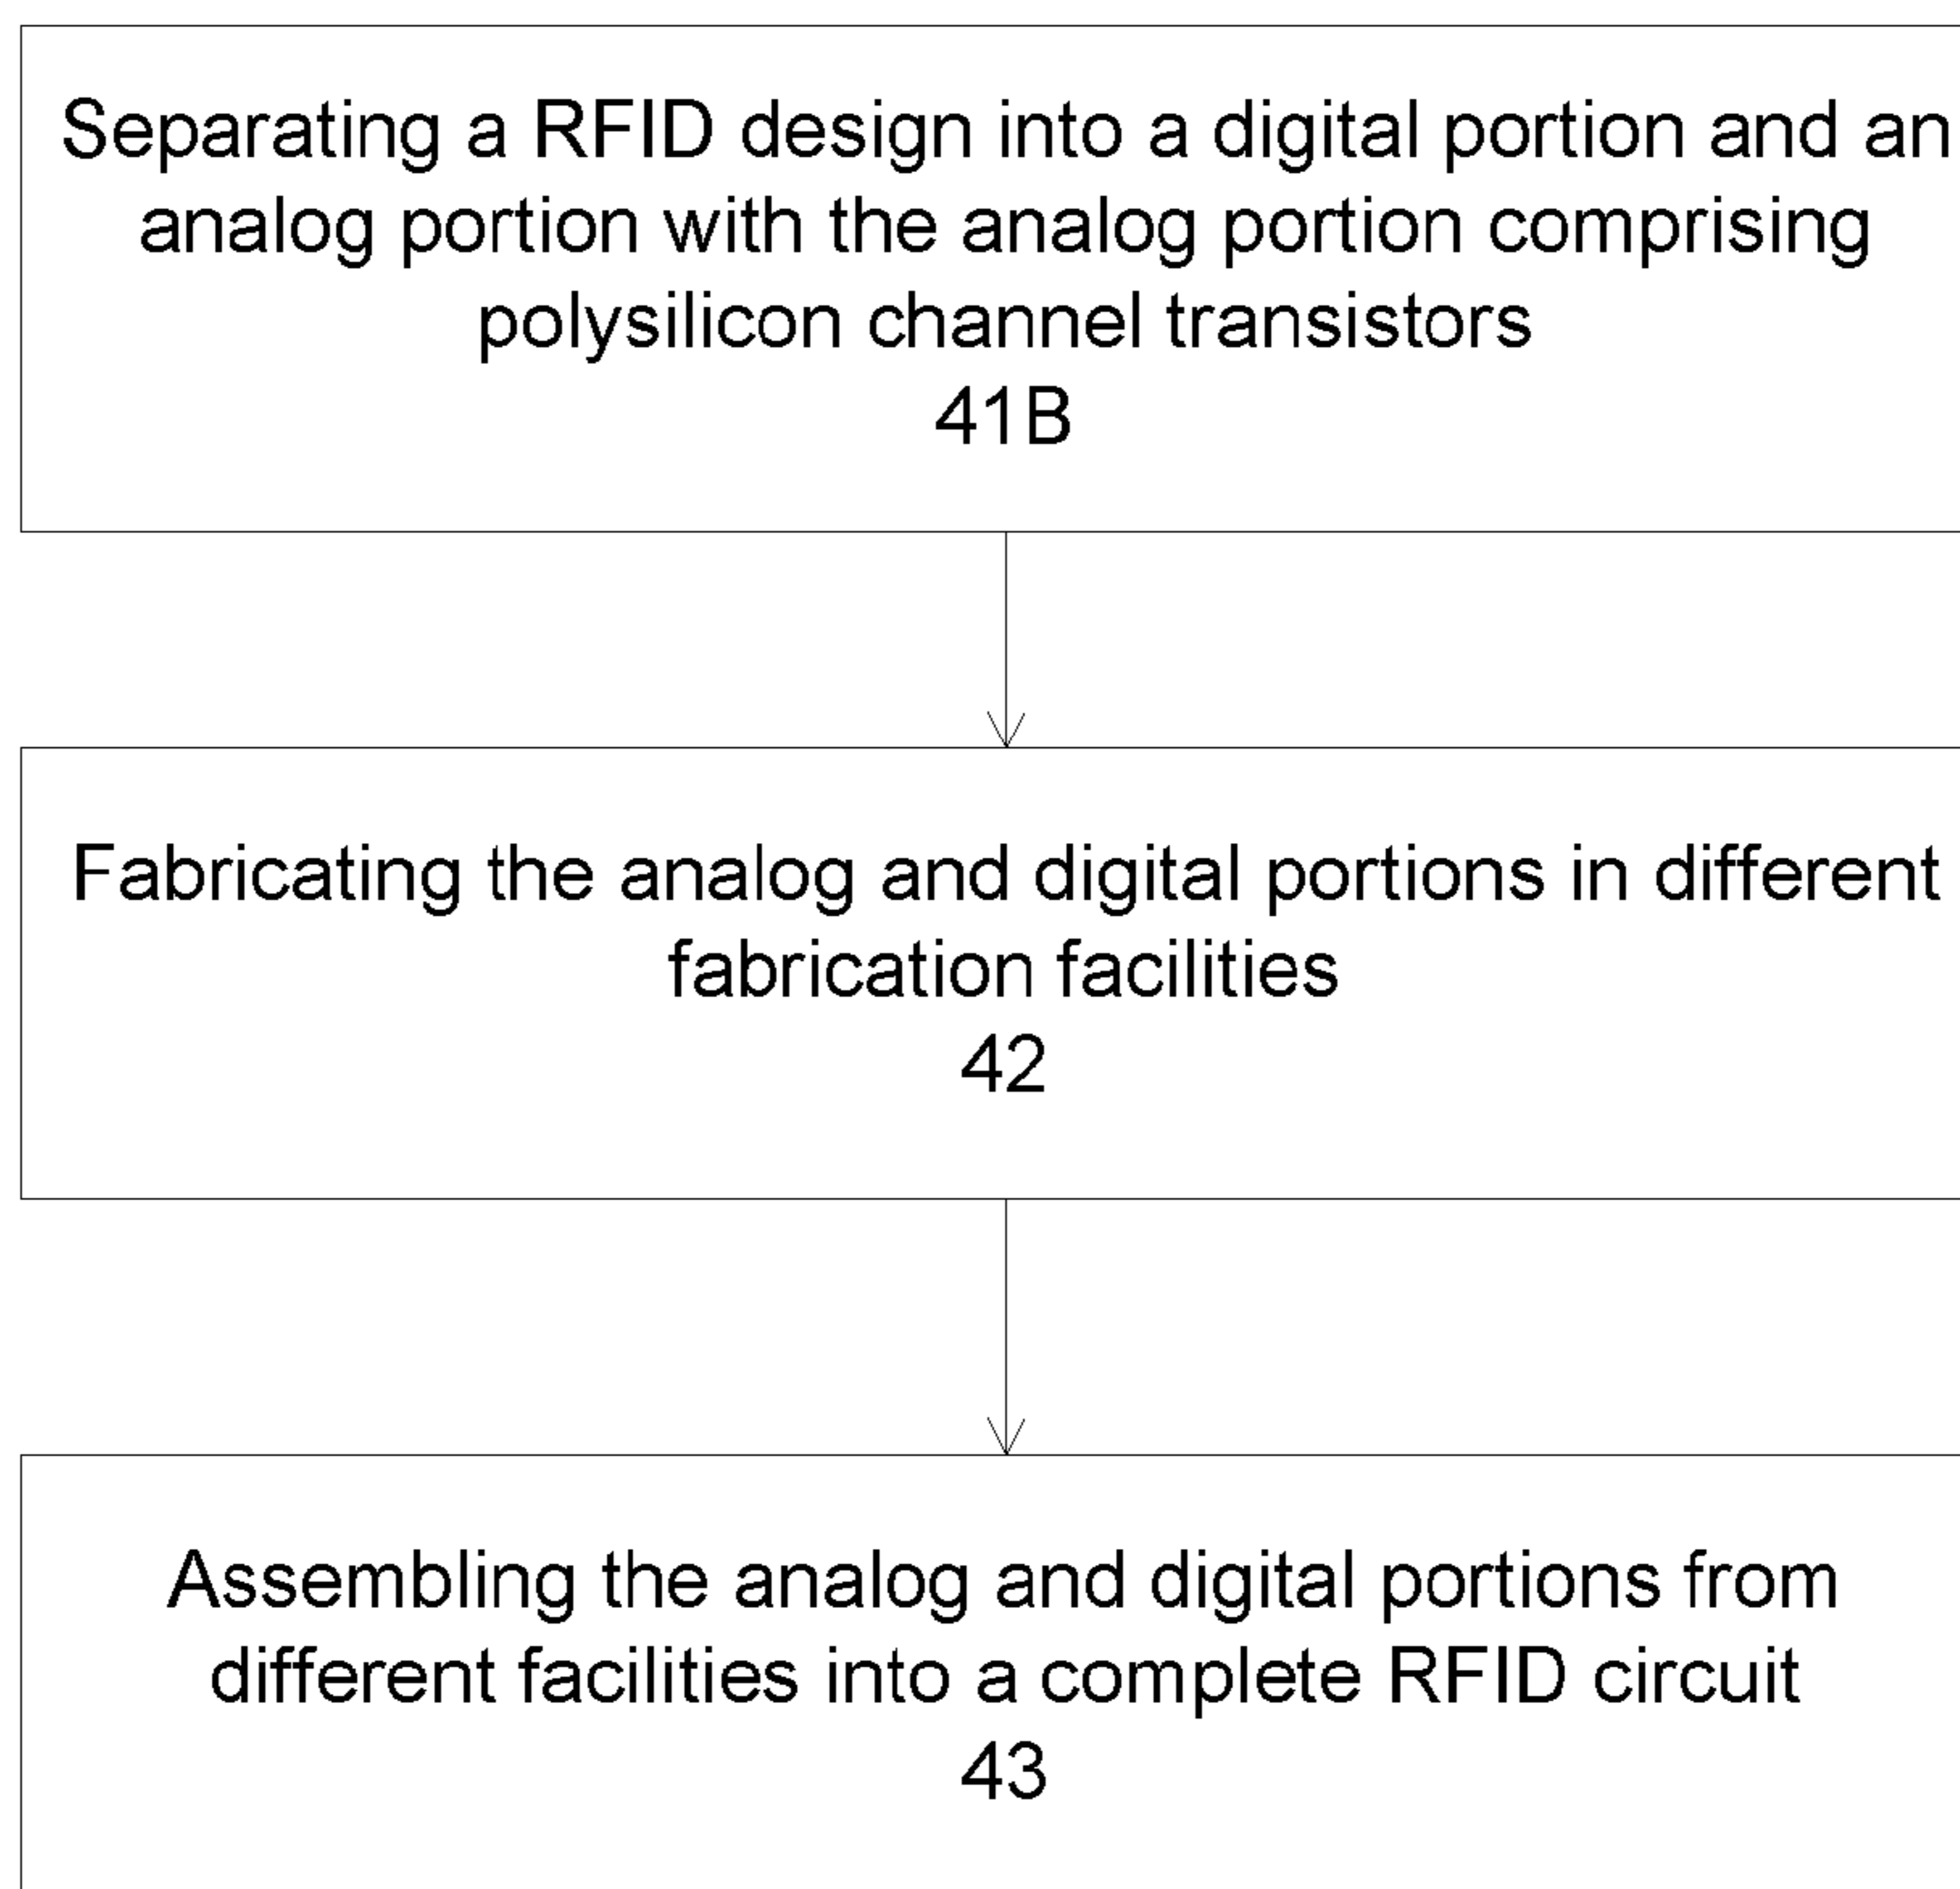 Separating a RFID design into a digital portion and an
analog portion with the analog portion comprising
polysilicon channel transistors
41B
Fabricating the analog and digital portions in different
fabrication facilities
42
Assembling the analog and digital portions from
different facilities into a complete RFID circuit
43